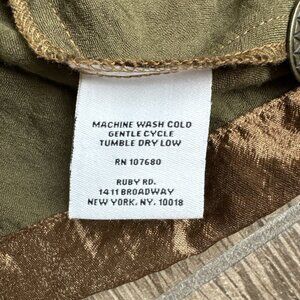 MACHINE WASH COLD
GENTLE CYCLE
TUMBLE DRY LOW
RN 107680
RUBY RD.
1411 BROADWAY
NEW YORK, NY. 10018